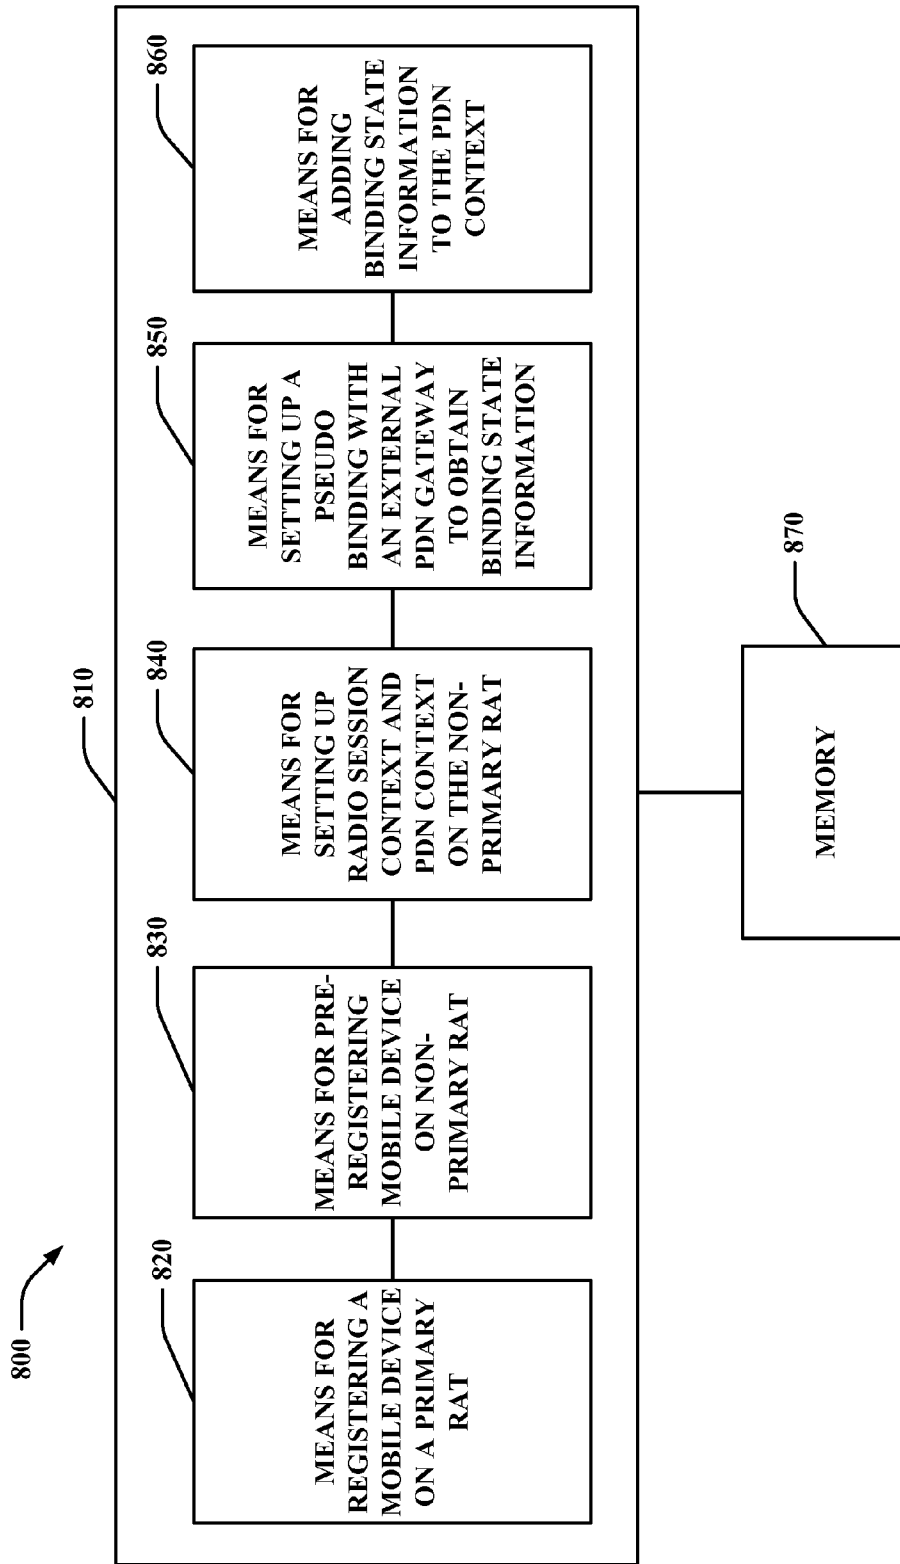 800
810
820
MEANS FOR
REGISTERING A
MOBILE DEVICE
ON A PRIMARY
RAT
830
MEANS FOR PRE-
REGISTERING
MOBILE DEVICE
ON NON-
PRIMARY RAT
840
MEANS FOR
SETTING UP
RADIO SESSION
CONTEXT AND
PDN CONTEXT
ON THE NON-
PRIMARY RAT
850
MEANS FOR
SETTING UP A
PSEUDO
BINDING WITH
AN EXTERNAL
PDN GATEWAY
TO OBTAIN
BINDING STATE
INFORMATION
860
MEANS FOR
ADDING
BINDING STATE
INFORMATION
TO THE PDN
CONTEXT
870
MEMORY